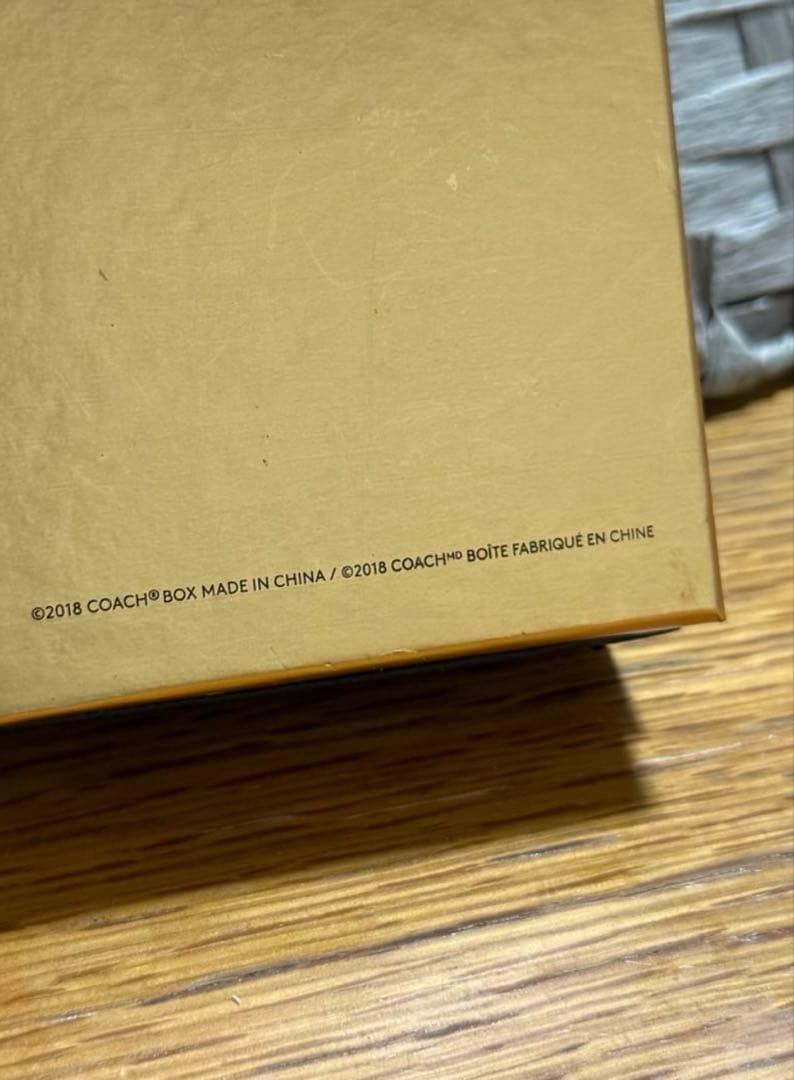 ©2018 COACH® BOX MADE IN CHINA / ©2018 COACHᴹᴰ BOÎTE FABRIQUÉ EN CHINE